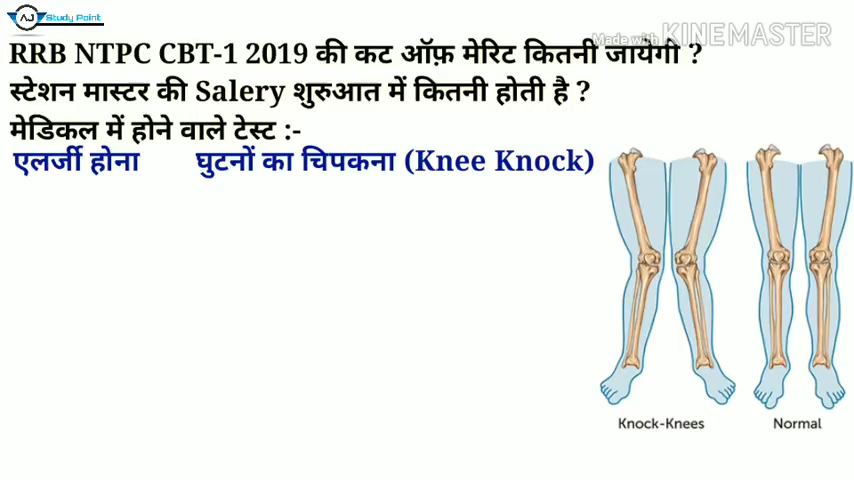 AJ Study Point
Made with KINEMASTER
RRB NTPC CBT-1 2019 की कट ऑफ़ मेरिट कितनी जायेगी ?
स्टेशन मास्टर की Salery शुरुआत में कितनी होती है ?
मेडिकल में होने वाले टेस्ट :-
एलर्जी होना घुटनों का चिपकना (Knee Knock)
Knock-Knees Normal